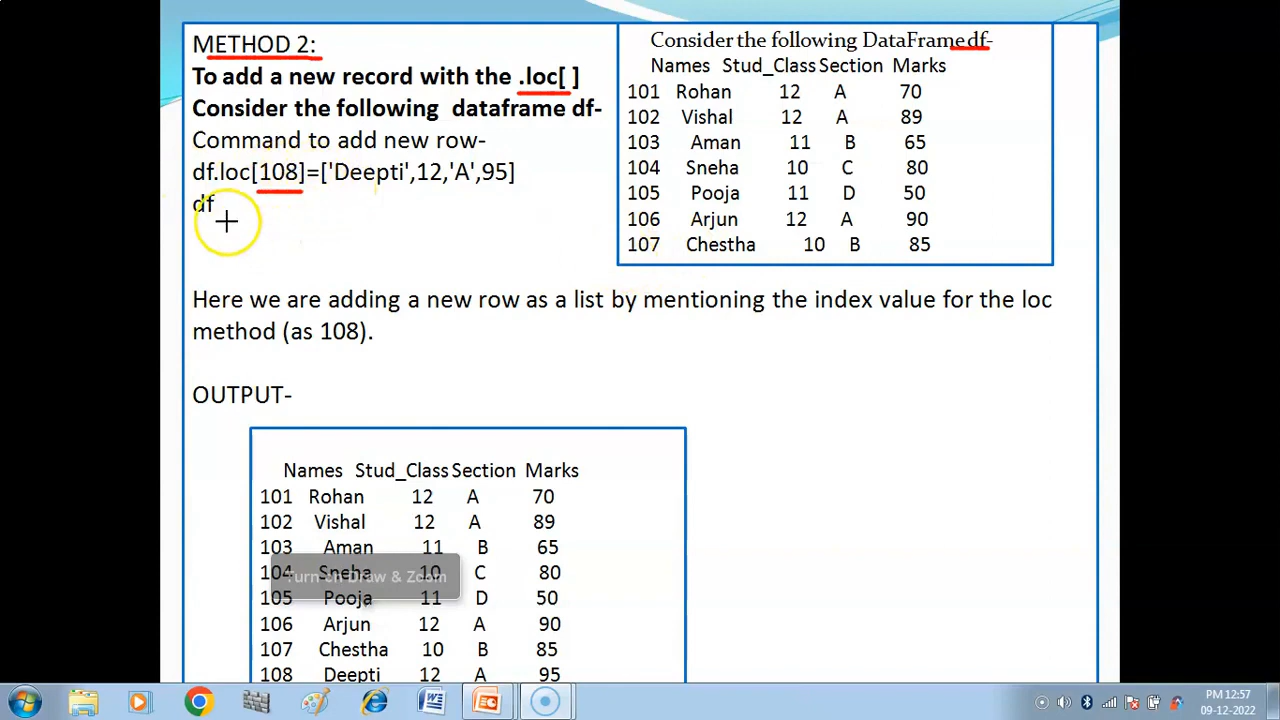 METHOD 2:
To add a new record with the .loc[ ]
Consider the following dataframe df-
Command to add new row-
df.loc[108]=['Deepti',12,'A',95]
df
Consider the following DataFrame df-
Names Stud_Class Section Marks
101 Rohan 12 A 70
102 Vishal 12 A 89
103 Aman 11 B 65
104 Sneha 10 C 80
105 Pooja 11 D 50
106 Arjun 12 A 90
107 Chestha 10 B 85
Here we are adding a new row as a list by mentioning the index value for the loc
method (as 108).
OUTPUT-
Names Stud_Class Section Marks
101 Rohan 12 A 70
102 Vishal 12 A 89
103 Aman 11 B 65
104 Sneha 10 C 80
Turn on Draw & Zoom
105 Pooja 11 D 50
106 Arjun 12 A 90
107 Chestha 10 B 85
108 Deepti 12 A 95
PM 12:57
09-12-2022